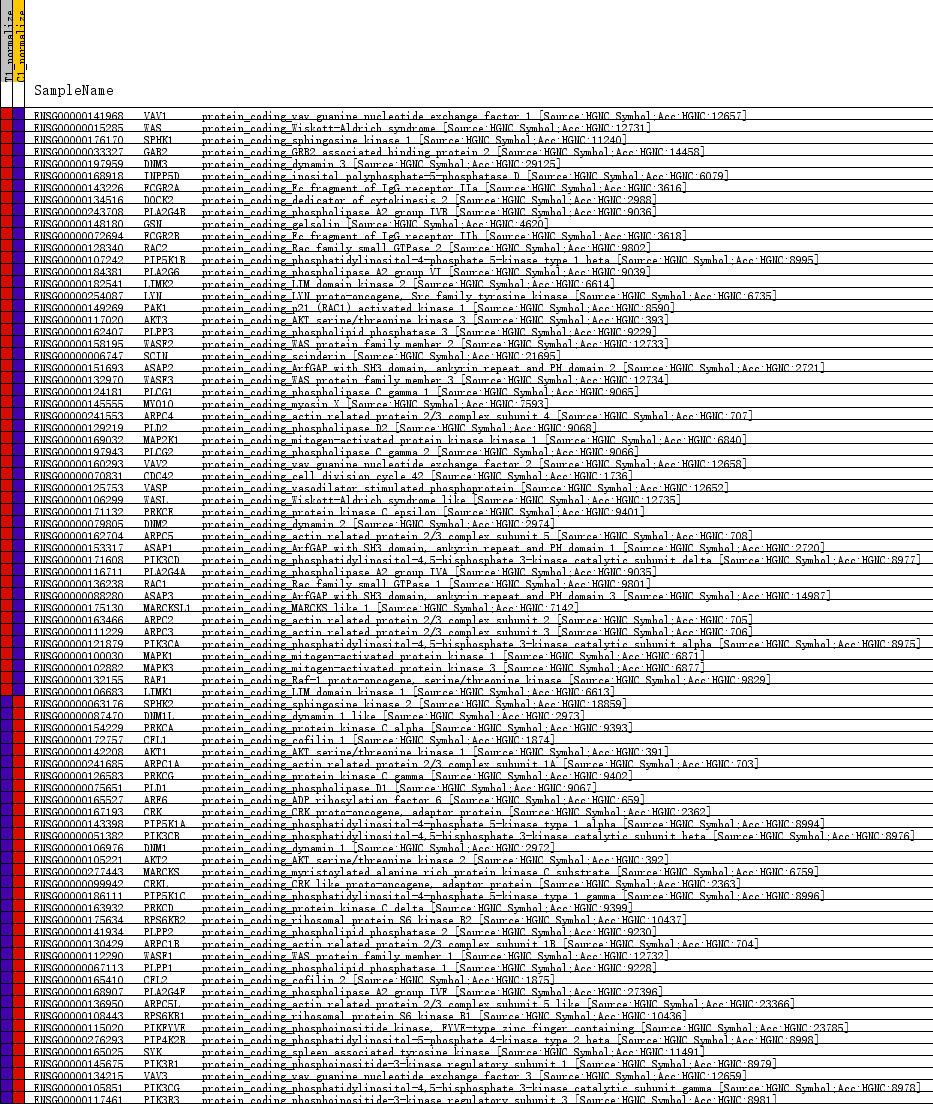 T1_normalize
C1_normalize
SampleName
ENSG00000141968 VAV1 protein_coding_vav guanine nucleotide exchange factor 1 [Source:HGNC Symbol;Acc:HGNC:12657]
ENSG00000015285 WAS protein_coding_Wiskott-Aldrich syndrome [Source:HGNC Symbol;Acc:HGNC:12731]
ENSG00000176170 SPHK1 protein_coding_sphingosine kinase 1 [Source:HGNC Symbol;Acc:HGNC:11240]
ENSG00000033327 GAB2 protein_coding_GRB2 associated binding protein 2 [Source:HGNC Symbol;Acc:HGNC:14458]
ENSG00000197959 DNM3 protein_coding_dynamin 3 [Source:HGNC Symbol;Acc:HGNC:29125]
ENSG00000168918 INPP5D protein_coding_inositol polyphosphate-5-phosphatase D [Source:HGNC Symbol;Acc:HGNC:6079]
ENSG00000143226 FCGR2A protein_coding_Fc fragment of IgG receptor IIa [Source:HGNC Symbol;Acc:HGNC:3616]
ENSG00000134516 DOCK2 protein_coding_dedicator of cytokinesis 2 [Source:HGNC Symbol;Acc:HGNC:2988]
ENSG00000243708 PLA2G4B protein_coding_phospholipase A2 group IVB [Source:HGNC Symbol;Acc:HGNC:9036]
ENSG00000148180 GSN protein_coding_gelsolin [Source:HGNC Symbol;Acc:HGNC:4620]
ENSG00000072694 FCGR2B protein_coding_Fc fragment of IgG receptor IIb [Source:HGNC Symbol;Acc:HGNC:3618]
ENSG00000128340 RAC2 protein_coding_Rac family small GTPase 2 [Source:HGNC Symbol;Acc:HGNC:9802]
ENSG00000107242 PIP5K1B protein_coding_phosphatidylinositol-4-phosphate 5-kinase type 1 beta [Source:HGNC Symbol;Acc:HGNC:8995]
ENSG00000184381 PLA2G6 protein_coding_phospholipase A2 group VI [Source:HGNC Symbol;Acc:HGNC:9039]
ENSG00000182541 LIMK2 protein_coding_LIM domain kinase 2 [Source:HGNC Symbol;Acc:HGNC:6614]
ENSG00000254087 LYN protein_coding_LYN proto-oncogene, Src family tyrosine kinase [Source:HGNC Symbol;Acc:HGNC:6735]
ENSG00000149269 PAK1 protein_coding_p21 (RAC1) activated kinase 1 [Source:HGNC Symbol;Acc:HGNC:8590]
ENSG00000117020 AKT3 protein_coding_AKT serine/threonine kinase 3 [Source:HGNC Symbol;Acc:HGNC:393]
ENSG00000162407 PLPP3 protein_coding_phospholipid phosphatase 3 [Source:HGNC Symbol;Acc:HGNC:9229]
ENSG00000158195 WASF2 protein_coding_WAS protein family member 2 [Source:HGNC Symbol;Acc:HGNC:12733]
ENSG00000006747 SCIN protein_coding_scinderin [Source:HGNC Symbol;Acc:HGNC:21695]
ENSG00000151693 ASAP2 protein_coding_ArfGAP with SH3 domain, ankyrin repeat and PH domain 2 [Source:HGNC Symbol;Acc:HGNC:2721]
ENSG00000132970 WASF3 protein_coding_WAS protein family member 3 [Source:HGNC Symbol;Acc:HGNC:12734]
ENSG00000124181 PLCG1 protein_coding_phospholipase C gamma 1 [Source:HGNC Symbol;Acc:HGNC:9065]
ENSG00000145555 MYO10 protein_coding_myosin X [Source:HGNC Symbol;Acc:HGNC:7593]
ENSG00000241553 ARPC4 protein_coding_actin related protein 2/3 complex subunit 4 [Source:HGNC Symbol;Acc:HGNC:707]
ENSG00000129219 PLD2 protein_coding_phospholipase D2 [Source:HGNC Symbol;Acc:HGNC:9068]
ENSG00000169032 MAP2K1 protein_coding_mitogen-activated protein kinase kinase 1 [Source:HGNC Symbol;Acc:HGNC:6840]
ENSG00000197943 PLCG2 protein_coding_phospholipase C gamma 2 [Source:HGNC Symbol;Acc:HGNC:9066]
ENSG00000160293 VAV2 protein_coding_vav guanine nucleotide exchange factor 2 [Source:HGNC Symbol;Acc:HGNC:12658]
ENSG00000070831 CDC42 protein_coding_cell division cycle 42 [Source:HGNC Symbol;Acc:HGNC:1736]
ENSG00000125753 VASP protein_coding_vasodilator stimulated phosphoprotein [Source:HGNC Symbol;Acc:HGNC:12652]
ENSG00000106299 WASL protein_coding_Wiskott-Aldrich syndrome like [Source:HGNC Symbol;Acc:HGNC:12735]
ENSG00000171132 PRKCE protein_coding_protein kinase C epsilon [Source:HGNC Symbol;Acc:HGNC:9401]
ENSG00000079805 DNM2 protein_coding_dynamin 2 [Source:HGNC Symbol;Acc:HGNC:2974]
ENSG00000162704 ARPC5 protein_coding_actin related protein 2/3 complex subunit 5 [Source:HGNC Symbol;Acc:HGNC:708]
ENSG00000153317 ASAP1 protein_coding_ArfGAP with SH3 domain, ankyrin repeat and PH domain 1 [Source:HGNC Symbol;Acc:HGNC:2720]
ENSG00000171608 PIK3CD protein_coding_phosphatidylinositol-4,5-bisphosphate 3-kinase catalytic subunit delta [Source:HGNC Symbol;Acc:HGNC:8977]
ENSG00000116711 PLA2G4A protein_coding_phospholipase A2 group IVA [Source:HGNC Symbol;Acc:HGNC:9035]
ENSG00000136238 RAC1 protein_coding_Rac family small GTPase 1 [Source:HGNC Symbol;Acc:HGNC:9801]
ENSG00000088280 ASAP3 protein_coding_ArfGAP with SH3 domain, ankyrin repeat and PH domain 3 [Source:HGNC Symbol;Acc:HGNC:14987]
ENSG00000175130 MARCKSL1 protein_coding_MARCKS like 1 [Source:HGNC Symbol;Acc:HGNC:7142]
ENSG00000163466 ARPC2 protein_coding_actin related protein 2/3 complex subunit 2 [Source:HGNC Symbol;Acc:HGNC:705]
ENSG00000111229 ARPC3 protein_coding_actin related protein 2/3 complex subunit 3 [Source:HGNC Symbol;Acc:HGNC:706]
ENSG00000121879 PIK3CA protein_coding_phosphatidylinositol-4,5-bisphosphate 3-kinase catalytic subunit alpha [Source:HGNC Symbol;Acc:HGNC:8975]
ENSG00000100030 MAPK1 protein_coding_mitogen-activated protein kinase 1 [Source:HGNC Symbol;Acc:HGNC:6871]
ENSG00000102882 MAPK3 protein_coding_mitogen-activated protein kinase 3 [Source:HGNC Symbol;Acc:HGNC:6877]
ENSG00000132155 RAF1 protein_coding_Raf-1 proto-oncogene, serine/threonine kinase [Source:HGNC Symbol;Acc:HGNC:9829]
ENSG00000106683 LIMK1 protein_coding_LIM domain kinase 1 [Source:HGNC Symbol;Acc:HGNC:6613]
ENSG00000063176 SPHK2 protein_coding_sphingosine kinase 2 [Source:HGNC Symbol;Acc:HGNC:18859]
ENSG00000087470 DNM1L protein_coding_dynamin 1 like [Source:HGNC Symbol;Acc:HGNC:2973]
ENSG00000154229 PRKCA protein_coding_protein kinase C alpha [Source:HGNC Symbol;Acc:HGNC:9393]
ENSG00000172757 CFL1 protein_coding_cofilin 1 [Source:HGNC Symbol;Acc:HGNC:1874]
ENSG00000142208 AKT1 protein_coding_AKT serine/threonine kinase 1 [Source:HGNC Symbol;Acc:HGNC:391]
ENSG00000241685 ARPC1A protein_coding_actin related protein 2/3 complex subunit 1A [Source:HGNC Symbol;Acc:HGNC:703]
ENSG00000126583 PRKCG protein_coding_protein kinase C gamma [Source:HGNC Symbol;Acc:HGNC:9402]
ENSG00000075651 PLD1 protein_coding_phospholipase D1 [Source:HGNC Symbol;Acc:HGNC:9067]
ENSG00000165527 ARF6 protein_coding_ADP ribosylation factor 6 [Source:HGNC Symbol;Acc:HGNC:659]
ENSG00000167193 CRK protein_coding_CRK proto-oncogene, adaptor protein [Source:HGNC Symbol;Acc:HGNC:2362]
ENSG00000143398 PIP5K1A protein_coding_phosphatidylinositol-4-phosphate 5-kinase type 1 alpha [Source:HGNC Symbol;Acc:HGNC:8994]
ENSG00000051382 PIK3CB protein_coding_phosphatidylinositol-4,5-bisphosphate 3-kinase catalytic subunit beta [Source:HGNC Symbol;Acc:HGNC:8976]
ENSG00000106976 DNM1 protein_coding_dynamin 1 [Source:HGNC Symbol;Acc:HGNC:2972]
ENSG00000105221 AKT2 protein_coding_AKT serine/threonine kinase 2 [Source:HGNC Symbol;Acc:HGNC:392]
ENSG00000277443 MARCKS protein_coding_myristoylated alanine rich protein kinase C substrate [Source:HGNC Symbol;Acc:HGNC:6759]
ENSG00000099942 CRKL protein_coding_CRK like proto-oncogene, adaptor protein [Source:HGNC Symbol;Acc:HGNC:2363]
ENSG00000186111 PIP5K1C protein_coding_phosphatidylinositol-4-phosphate 5-kinase type 1 gamma [Source:HGNC Symbol;Acc:HGNC:8996]
ENSG00000163932 PRKCD protein_coding_protein kinase C delta [Source:HGNC Symbol;Acc:HGNC:9399]
ENSG00000175634 RPS6KB2 protein_coding_ribosomal protein S6 kinase B2 [Source:HGNC Symbol;Acc:HGNC:10437]
ENSG00000141934 PLPP2 protein_coding_phospholipid phosphatase 2 [Source:HGNC Symbol;Acc:HGNC:9230]
ENSG00000130429 ARPC1B protein_coding_actin related protein 2/3 complex subunit 1B [Source:HGNC Symbol;Acc:HGNC:704]
ENSG00000112290 WASF1 protein_coding_WAS protein family member 1 [Source:HGNC Symbol;Acc:HGNC:12732]
ENSG00000067113 PLPP1 protein_coding_phospholipid phosphatase 1 [Source:HGNC Symbol;Acc:HGNC:9228]
ENSG00000165410 CFL2 protein_coding_cofilin 2 [Source:HGNC Symbol;Acc:HGNC:1875]
ENSG00000168907 PLA2G4F protein_coding_phospholipase A2 group IVF [Source:HGNC Symbol;Acc:HGNC:27396]
ENSG00000136950 ARPC5L protein_coding_actin related protein 2/3 complex subunit 5 like [Source:HGNC Symbol;Acc:HGNC:23366]
ENSG00000108443 RPS6KB1 protein_coding_ribosomal protein S6 kinase B1 [Source:HGNC Symbol;Acc:HGNC:10436]
ENSG00000115020 PIKFYVE protein_coding_phosphoinositide kinase, FYVE-type zinc finger containing [Source:HGNC Symbol;Acc:HGNC:23785]
ENSG00000276293 PIP4K2B protein_coding_phosphatidylinositol-5-phosphate 4-kinase type 2 beta [Source:HGNC Symbol;Acc:HGNC:8998]
ENSG00000165025 SYK protein_coding_spleen associated tyrosine kinase [Source:HGNC Symbol;Acc:HGNC:11491]
ENSG00000145675 PIK3R1 protein_coding_phosphoinositide-3-kinase regulatory subunit 1 [Source:HGNC Symbol;Acc:HGNC:8979]
ENSG00000134215 VAV3 protein_coding_vav guanine nucleotide exchange factor 3 [Source:HGNC Symbol;Acc:HGNC:12659]
ENSG00000105851 PIK3CG protein_coding_phosphatidylinositol-4,5-bisphosphate 3-kinase catalytic subunit gamma [Source:HGNC Symbol;Acc:HGNC:8978]
ENSG00000117461 PIK3R3 protein_coding_phosphoinositide-3-kinase regulatory subunit 3 [Source:HGNC Symbol;Acc:HGNC:8981]